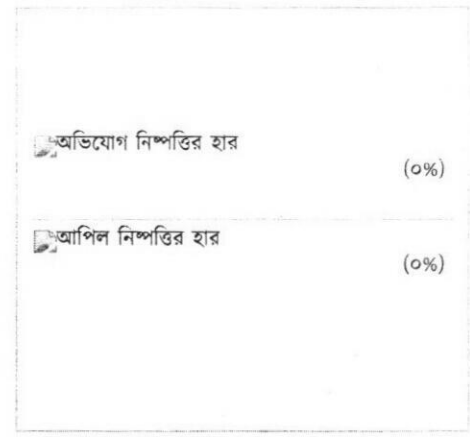 অভিযোগ নিষ্পত্তির হার
(০%)
আপিল নিষ্পত্তির হার
(০%)